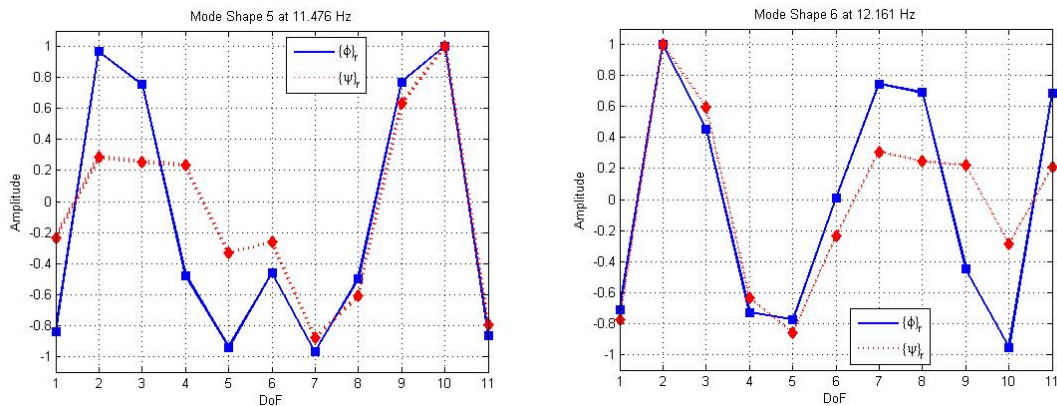 Mode Shape 5 at 11.476 Hz
1
0.8
0.6
0.4
0.2
0
-0.2
-0.4
-0.6
-0.8
-1
Amplitude
{ϕ}r
{ψ}r
1 2 3 4 5 6 7 8 9 10 11
DoF
Mode Shape 6 at 12.161 Hz
1
0.8
0.6
0.4
0.2
0
-0.2
-0.4
-0.6
-0.8
-1
Amplitude
{ϕ}r
{ψ}r
1 2 3 4 5 6 7 8 9 10 11
DoF